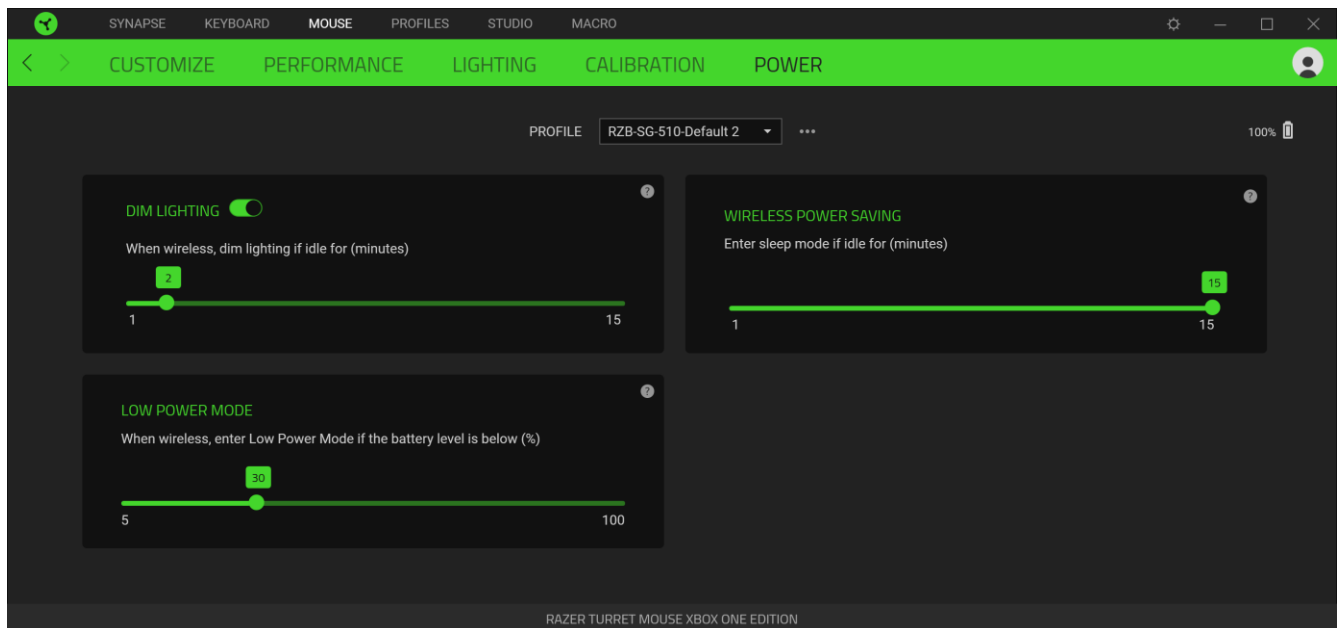 SYNAPSE KEYBOARD MOUSE PROFILES STUDIO MACRO
CUSTOMIZE PERFORMANCE LIGHTING CALIBRATION POWER
PROFILE RZB-SG-510-Default 2 ••• 100%
DIM LIGHTING ?
When wireless, dim lighting if idle for (minutes)
2
1 15
WIRELESS POWER SAVING ?
Enter sleep mode if idle for (minutes)
15
1 15
LOW POWER MODE ?
When wireless, enter Low Power Mode if the battery level is below (%)
30
5 100
RAZER TURRET MOUSE XBOX ONE EDITION